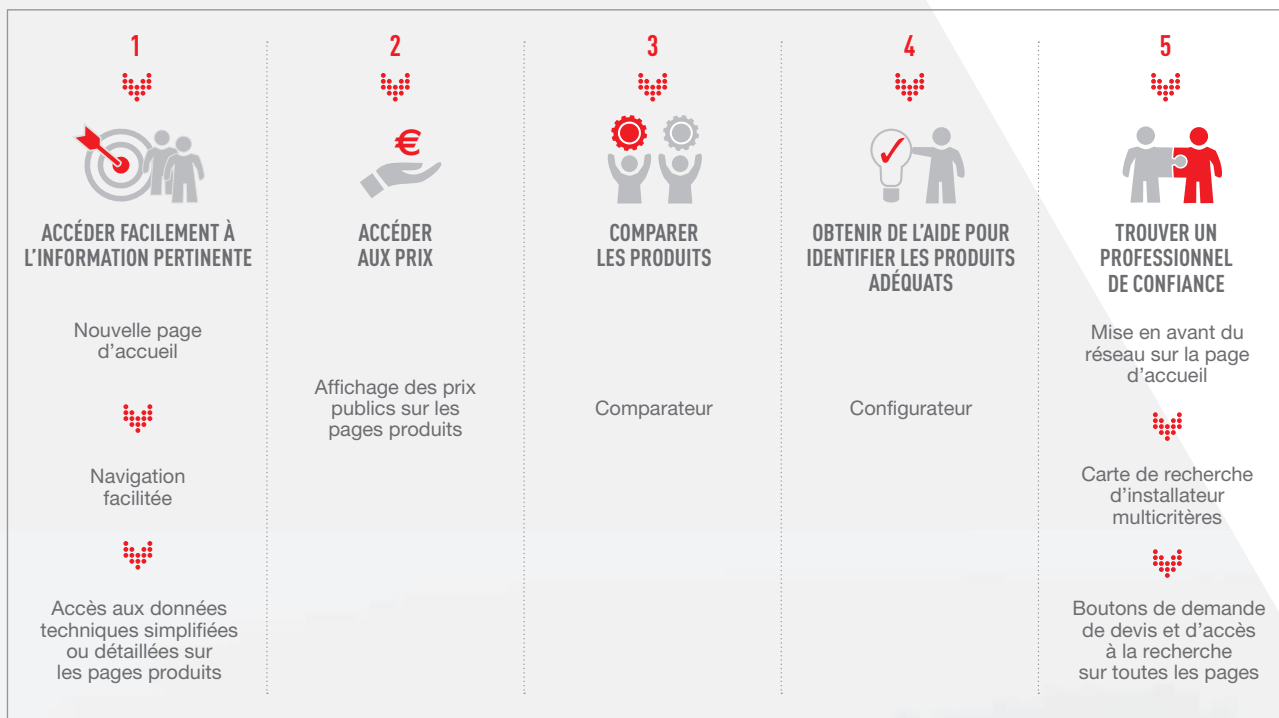 1
ACCÉDER FACILEMENT À
L'INFORMATION PERTINENTE
Nouvelle page
d'accueil
Navigation
facilitée
Accès aux données
techniques simplifiées
ou détaillées sur
les pages produits
2
€
ACCÉDER
AUX PRIX
Affichage des prix
publics sur les
pages produits
3
COMPARER
LES PRODUITS
Comparateur
4
OBTENIR DE L'AIDE POUR
IDENTIFIER LES PRODUITS
ADÉQUATS
Configurateur
5
TROUVER UN
PROFESSIONNEL
DE CONFIANCE
Mise en avant du
réseau sur la page
d'accueil
Carte de recherche
d'installateur
multicritères
Boutons de demande
de devis et d'accès
à la recherche
sur toutes les pages